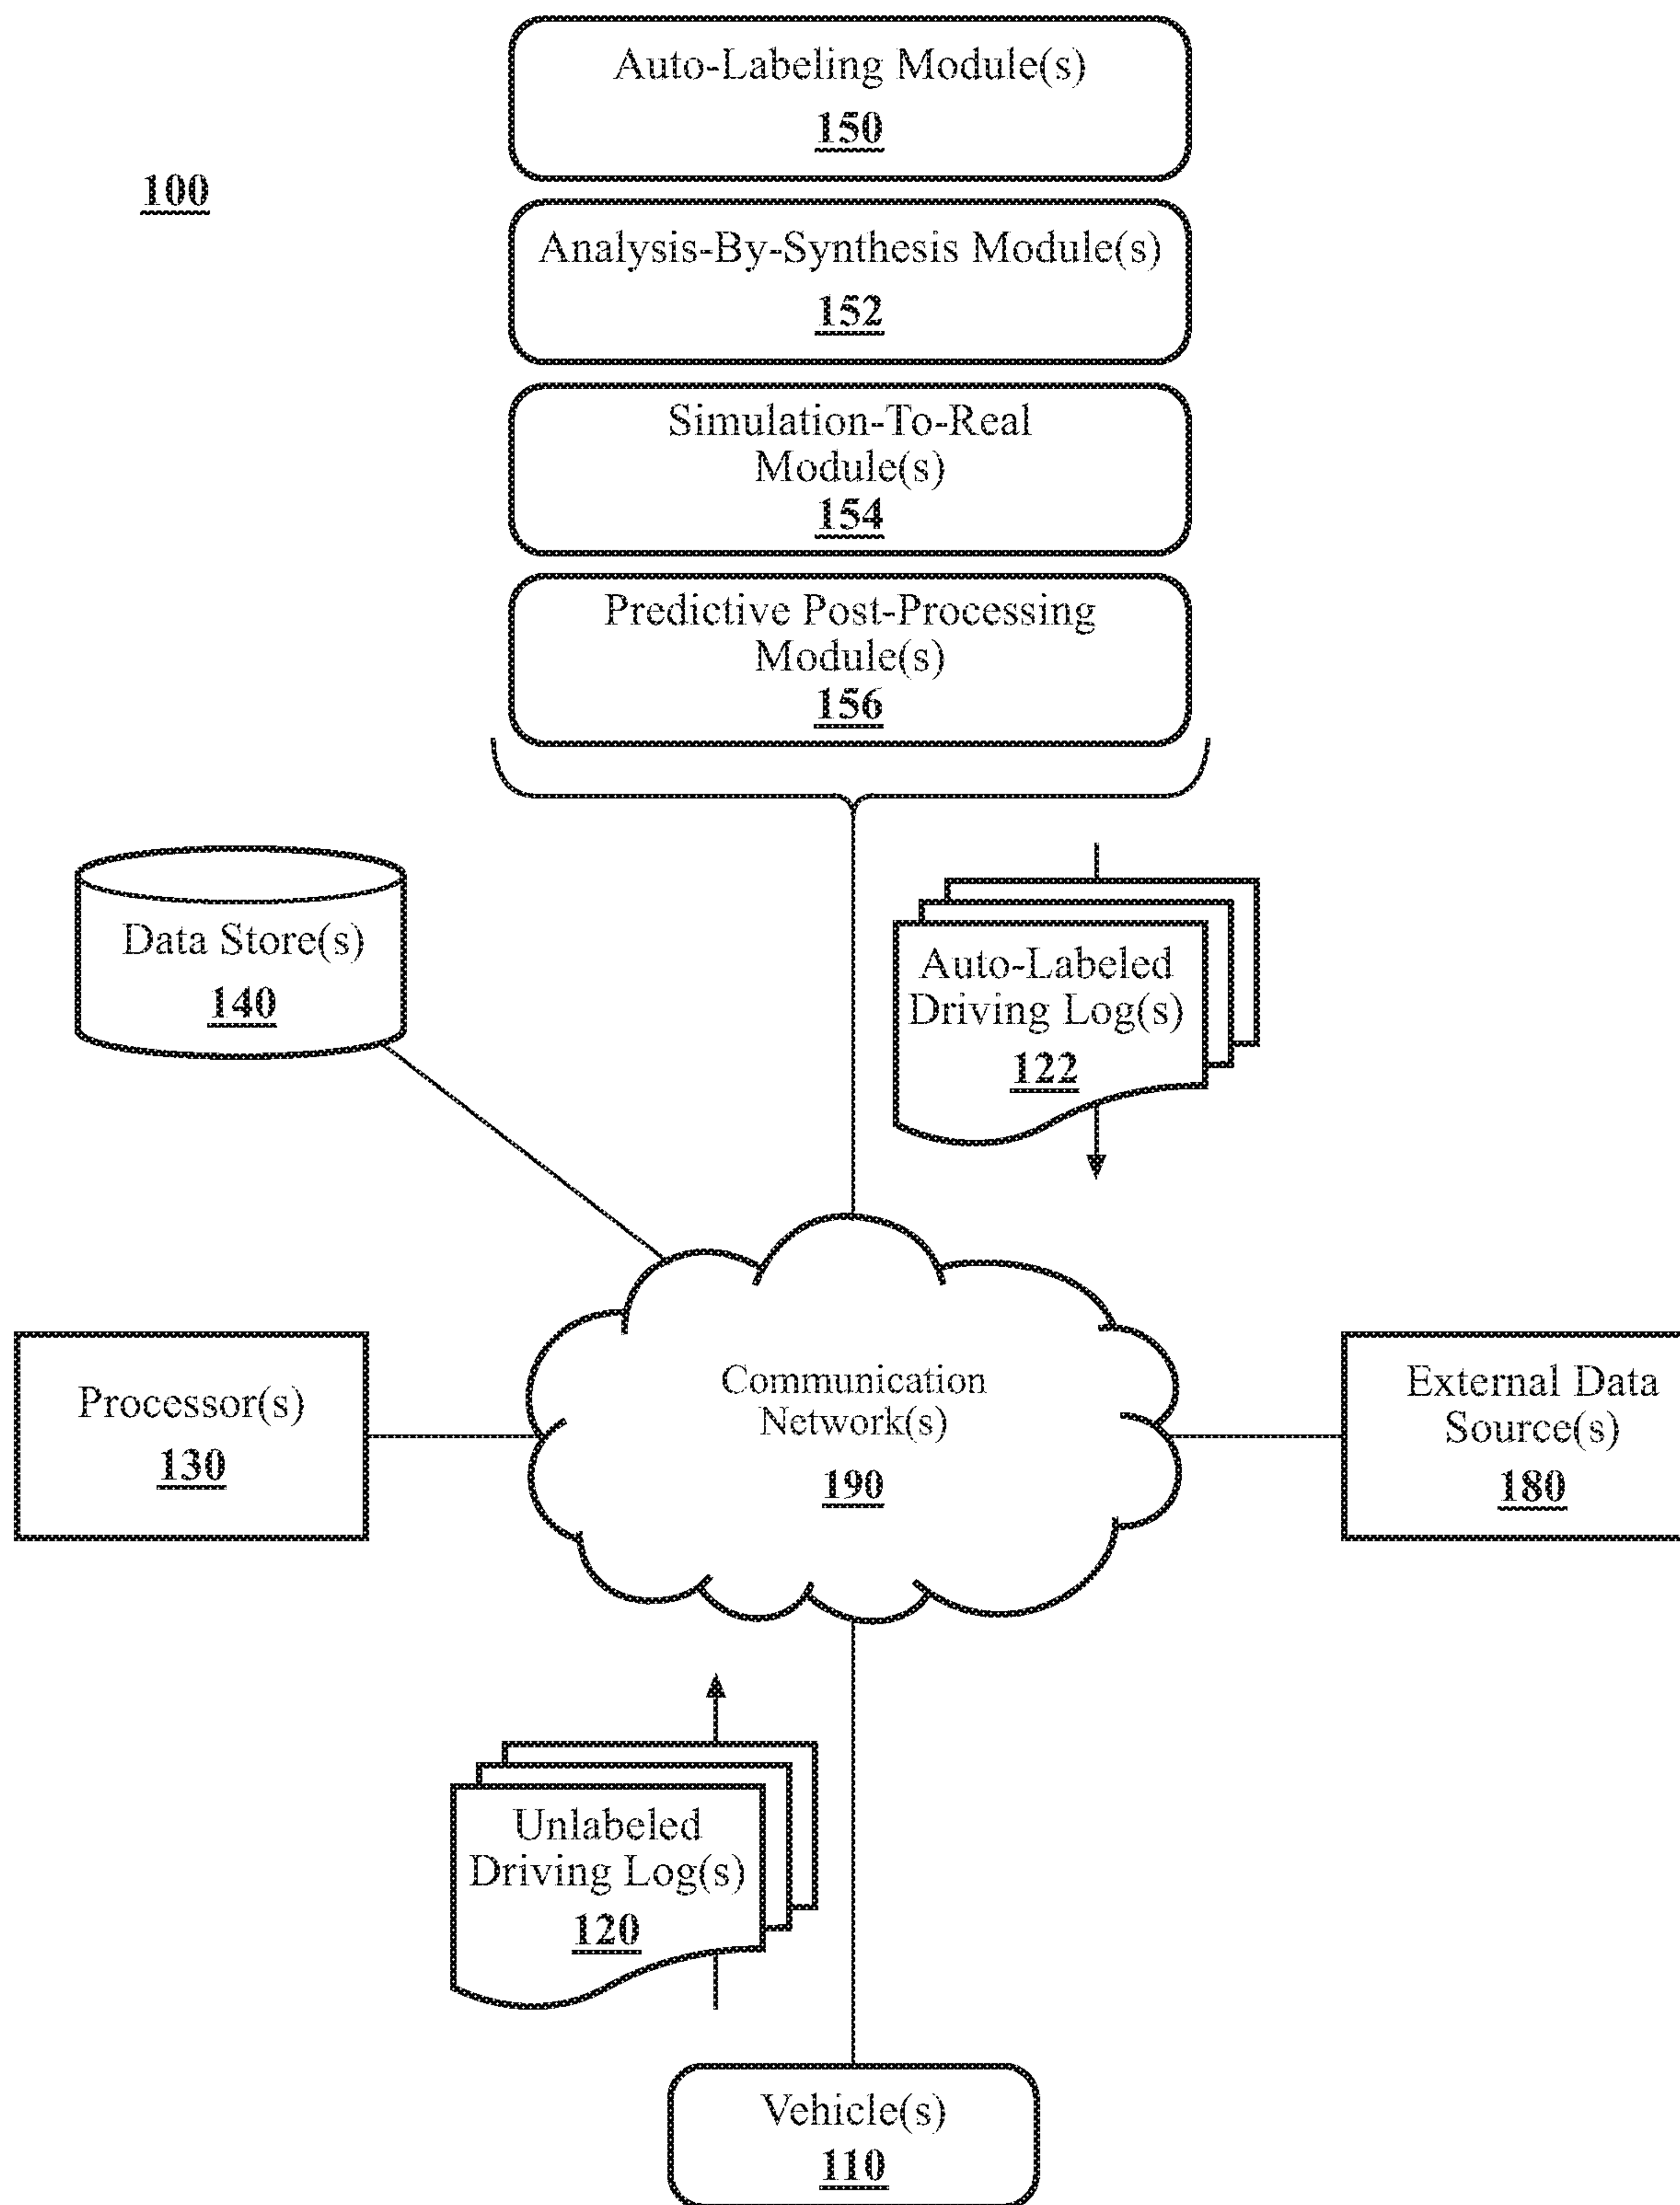 Auto-Labeling Module(s)
150
100
Analysis-By-Synthesis Module(s)
152
Simulation-To-Real
Module(s)
154
Predictive Post-Processing
Module(s)
156
Data Store(s)
140
Auto-Labeled
Driving Log(s)
122
Processor(s)
130
Communication
Network(s)
190
External Data
Source(s)
180
Unlabeled
Driving Log(s)
120
Vehicle(s)
110